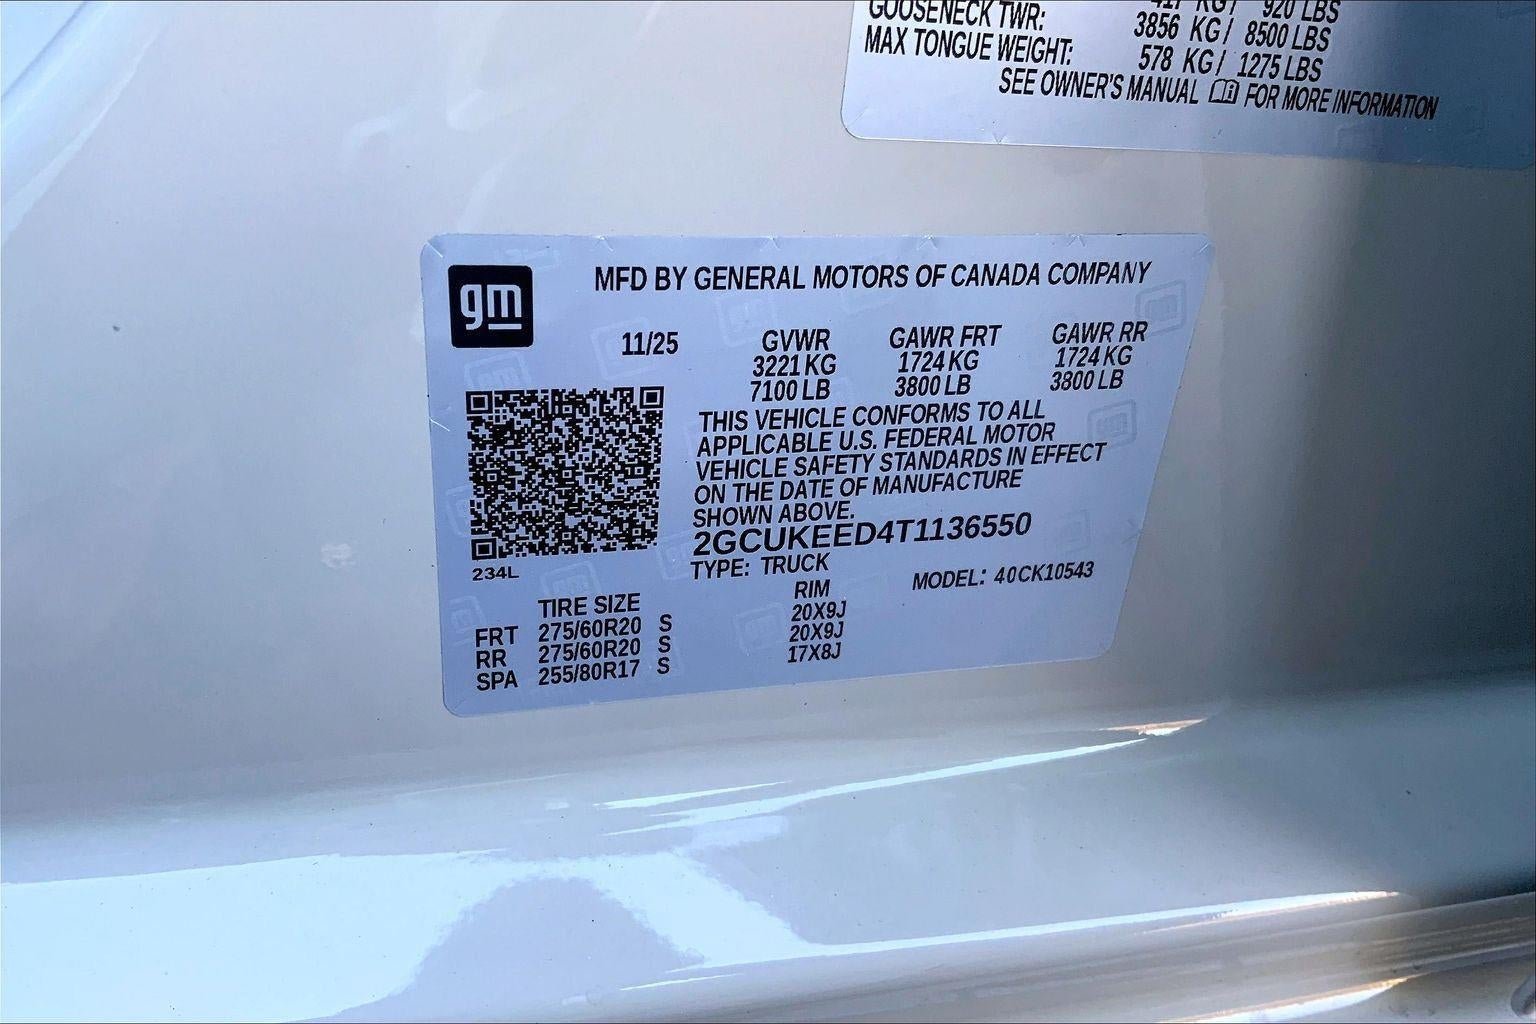 417 KG / 920 LBS
GOOSENECK TWR: 3856 KG / 8500 LBS
MAX TONGUE WEIGHT: 578 KG / 1275 LBS
SEE OWNER'S MANUAL FOR MORE INFORMATION
gm
MFD BY GENERAL MOTORS OF CANADA COMPANY
11/25 GVWR GAWR FRT GAWR RR
3221 KG 1724 KG 1724 KG
7100 LB 3800 LB 3800 LB
THIS VEHICLE CONFORMS TO ALL
APPLICABLE U.S. FEDERAL MOTOR
VEHICLE SAFETY STANDARDS IN EFFECT
ON THE DATE OF MANUFACTURE
SHOWN ABOVE.
2GCUKEED4T1136550
234L
TYPE: TRUCK MODEL: 40CK10543
TIRE SIZE RIM
FRT 275/60R20 S 20X9J
RR 275/60R20 S 20X9J
SPA 255/80R17 S 17X8J